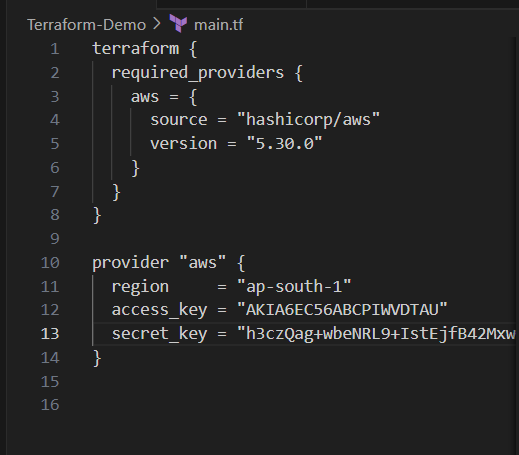 Terraform-Demo > main.tf
1 terraform {
2 required_providers {
3 aws = {
4 source = "hashicorp/aws"
5 version = "5.30.0"
6 }
7 }
8 }
9
10 provider "aws" {
11 region = "ap-south-1"
12 access_key = "AKIA6EC56ABCPIWVDTAU"
13 secret_key = "h3czQag+wbeNRL9+IstEjfB42Mxw
14 }
15
16